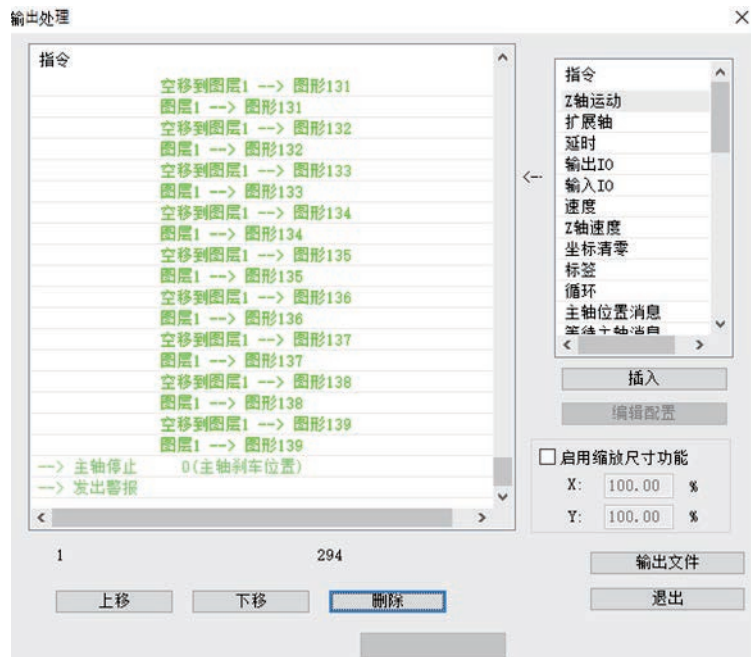 输出处理
指令
空移到图层1 --> 图形131
图层1 --> 图形131
空移到图层1 --> 图形132
图层1 --> 图形132
空移到图层1 --> 图形133
图层1 --> 图形133
空移到图层1 --> 图形134
图层1 --> 图形134
空移到图层1 --> 图形135
图层1 --> 图形135
空移到图层1 --> 图形136
图层1 --> 图形136
空移到图层1 --> 图形137
图层1 --> 图形137
空移到图层1 --> 图形138
图层1 --> 图形138
空移到图层1 --> 图形139
图层1 --> 图形139
--> 主轴停止 0(主轴刹车位置)
--> 发出警报
1 294
上移 下移 删除
<--
指令
Z轴运动
扩展轴
延时
输出IO
输入IO
速度
Z轴速度
坐标清零
标签
循环
主轴位置消息
等待主轴消息
插入
编辑配置
启用缩放尺寸功能
X: 100.00 %
Y: 100.00 %
输出文件
退出